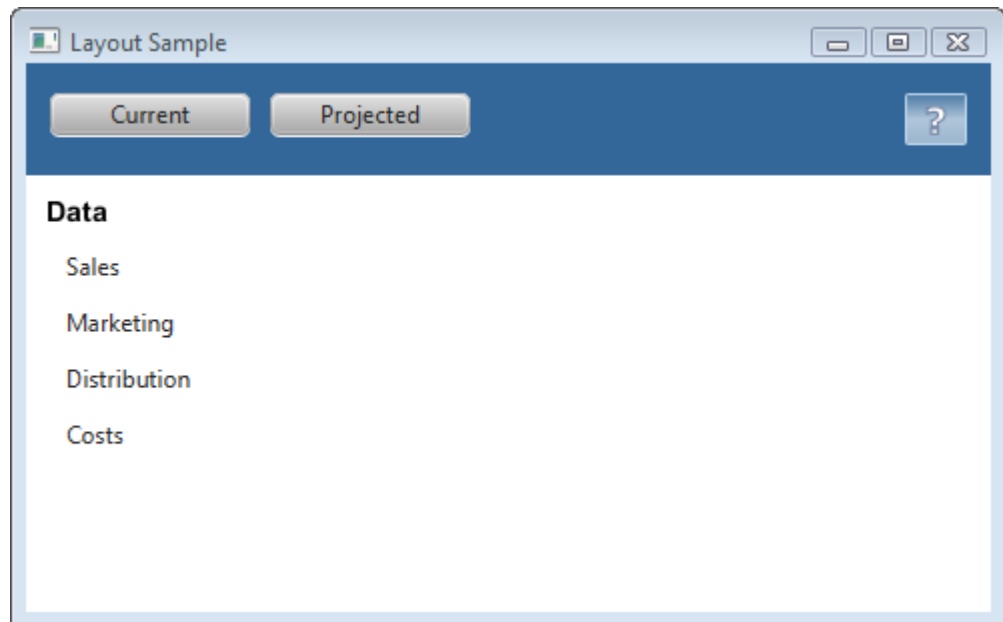 Layout Sample
Current Projected ?
Data
Sales
Marketing
Distribution
Costs